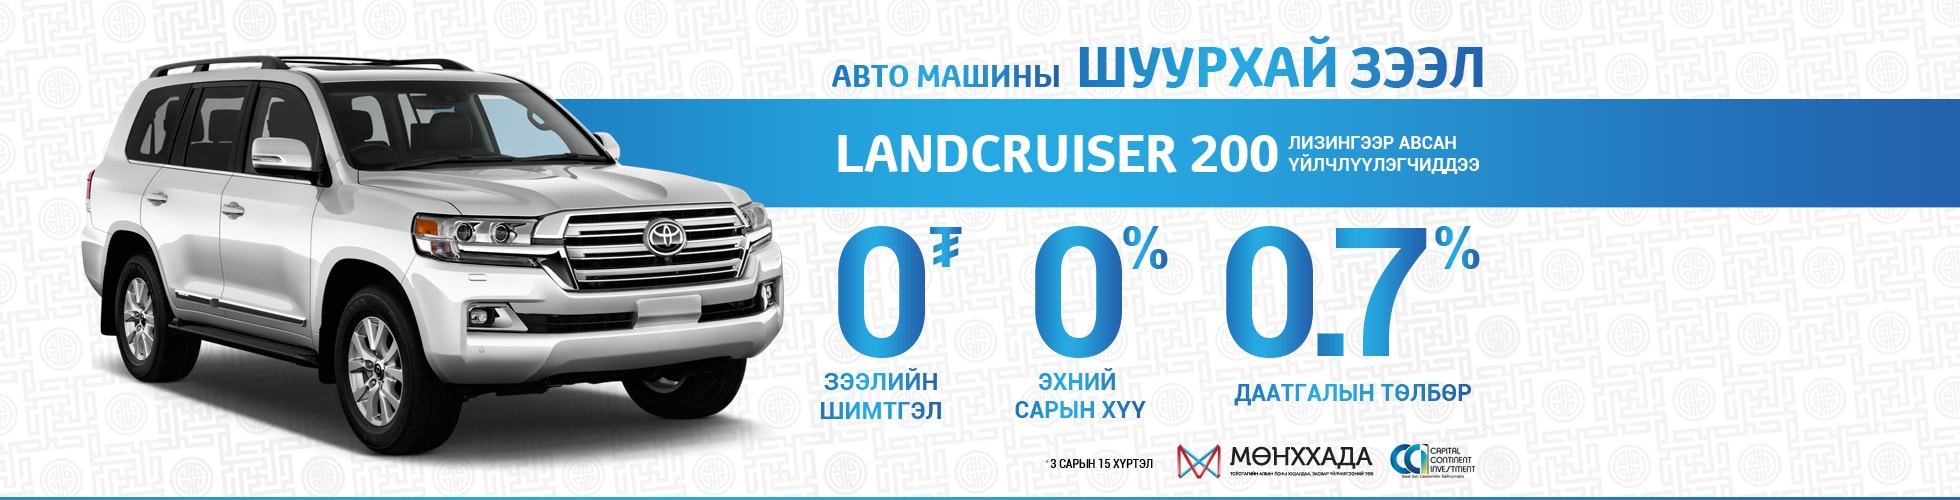 АВТО МАШИНЫ ШУУРХАЙ ЗЭЭЛ
LANDCRUISER 200
ЛИЗИНГЭЭР АВСАН
ҮЙЛЧЛҮҮЛЭГЧИДДЭЭ
0₮
ЗЭЭЛИЙН
ШИМТГЭЛ
0%
ЭХНИЙ
САРЫН ХҮҮ
0.7%
ДААТГАЛЫН ТӨЛБӨР
*3 САРЫН 15 ХҮРТЭЛ
МӨНХХАДА
CCI
CAPITAL
CONTINENT
INVESTMENT